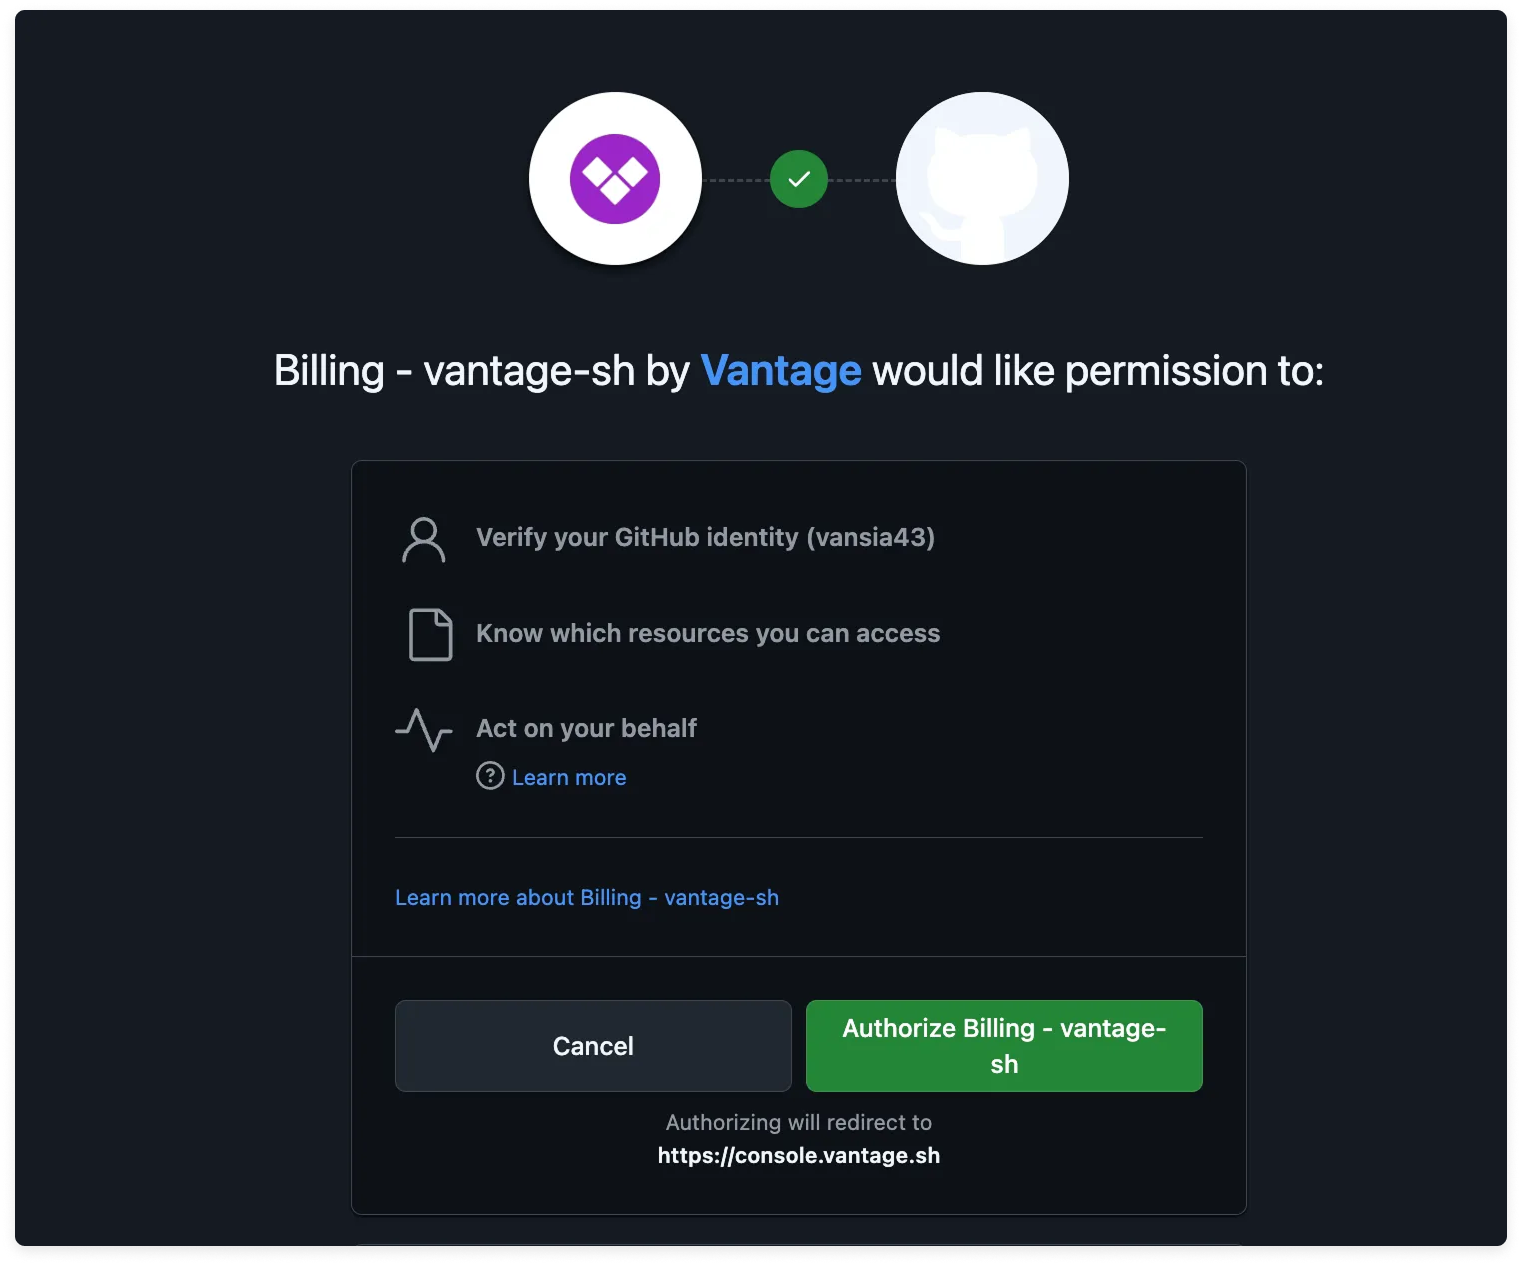 Billing - vantage-sh by Vantage would like permission to:
Verify your GitHub identity (vansia43)
Know which resources you can access
Act on your behalf
? Learn more
Learn more about Billing - vantage-sh
Cancel
Authorize Billing - vantage-
sh
Authorizing will redirect to
https://console.vantage.sh